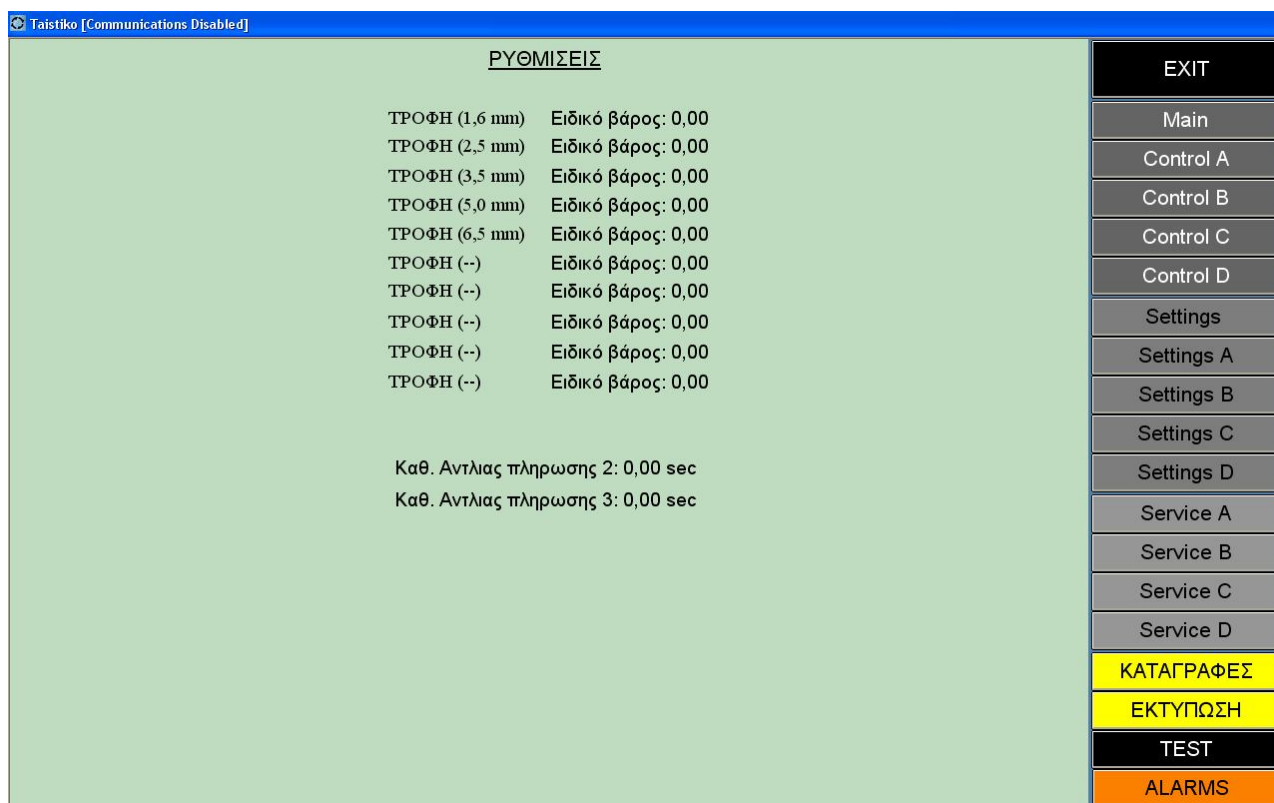 Taistiko [Communications Disabled]
ΡΥΘΜΙΣΕΙΣ
ΤΡΟΦΗ (1,6 mm) Ειδικό βάρος: 0,00
ΤΡΟΦΗ (2,5 mm) Ειδικό βάρος: 0,00
ΤΡΟΦΗ (3,5 mm) Ειδικό βάρος: 0,00
ΤΡΟΦΗ (5,0 mm) Ειδικό βάρος: 0,00
ΤΡΟΦΗ (6,5 mm) Ειδικό βάρος: 0,00
ΤΡΟΦΗ (--) Ειδικό βάρος: 0,00
ΤΡΟΦΗ (--) Ειδικό βάρος: 0,00
ΤΡΟΦΗ (--) Ειδικό βάρος: 0,00
ΤΡΟΦΗ (--) Ειδικό βάρος: 0,00
ΤΡΟΦΗ (--) Ειδικό βάρος: 0,00
Καθ. Αντλιας πληρωσης 2: 0,00 sec
Καθ. Αντλιας πληρωσης 3: 0,00 sec
EXIT
Main
Control A
Control B
Control C
Control D
Settings
Settings A
Settings B
Settings C
Settings D
Service A
Service B
Service C
Service D
ΚΑΤΑΓΡΑΦΕΣ
ΕΚΤΥΠΩΣΗ
TEST
ALARMS